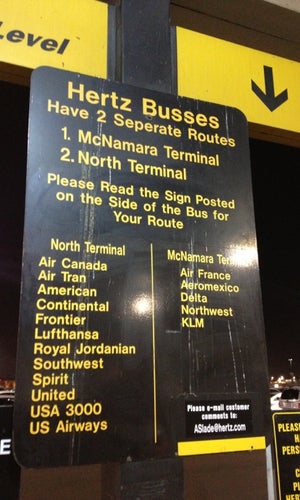 Level
Hertz Busses
Have 2 Seperate Routes
1. McNamara Terminal
2. North Terminal
Please Read the Sign Posted
on the Side of the Bus for
Your Route
North Terminal
Air Canada
Air Tran
American
Continental
Frontier
Lufthansa
Royal Jordanian
Southwest
Spirit
United
USA 3000
US Airways
McNamara Ter
Air France
Aeromexico
Delta
Northwest
KLM
Please e-mail customer
comments to:
ASlade@hertz.com
PLEAS